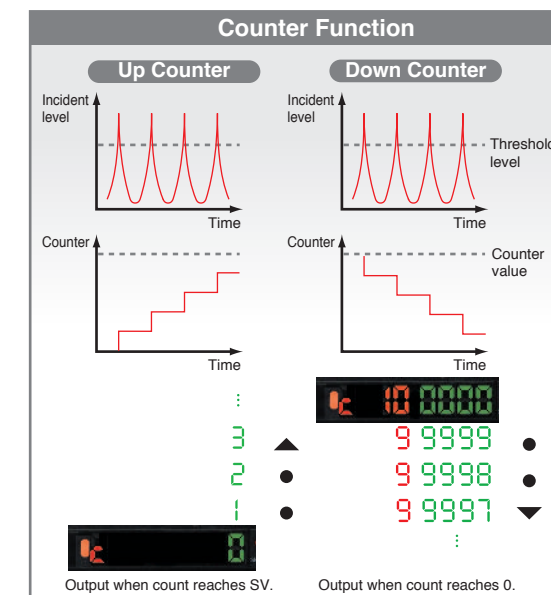 Counter Function
Up Counter
Down Counter
Incident level
Time
Counter
Time
Incident level
Threshold level
Time
Counter
Counter value
Time
3
2
1
c 0
Output when count reaches SV.
c 10 0000
9 9999
9 9998
9 9997
Output when count reaches 0.